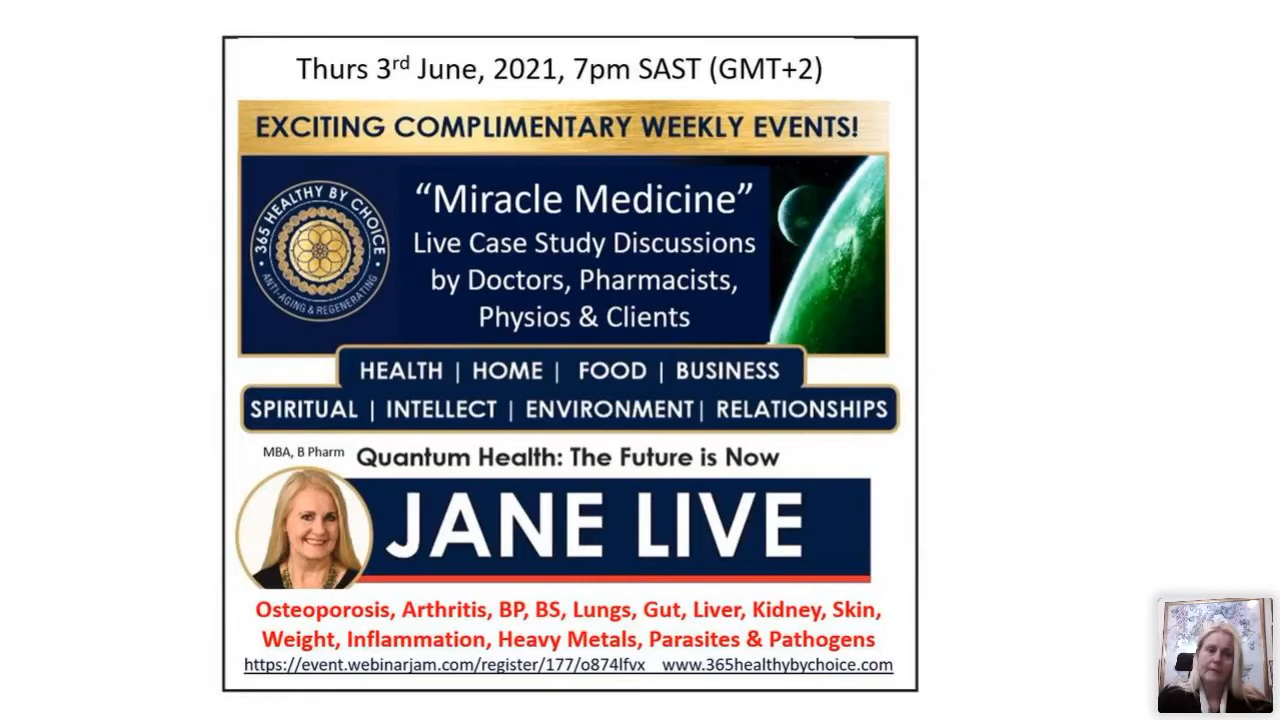 Thurs 3rd June, 2021, 7pm SAST (GMT+2)
EXCITING COMPLIMENTARY WEEKLY EVENTS!
365 HEALTHY BY CHOICE
ANTI-AGING & REGENERATING
“Miracle Medicine”
Live Case Study Discussions
by Doctors, Pharmacists,
Physios & Clients
HEALTH | HOME | FOOD | BUSINESS
SPIRITUAL | INTELLECT | ENVIRONMENT | RELATIONSHIPS
MBA, B Pharm Quantum Health: The Future is Now
JANE LIVE
Osteoporosis, Arthritis, BP, BS, Lungs, Gut, Liver, Kidney, Skin,
Weight, Inflammation, Heavy Metals, Parasites & Pathogens
https://event.webinarjam.com/register/177/o874lfvx www.365healthybychoice.com